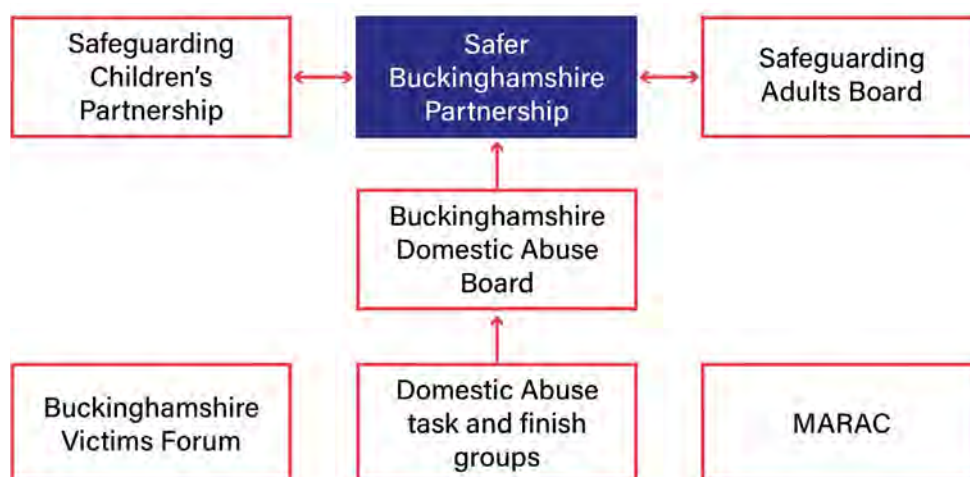 Safeguarding
Children's
Partnership
Safer
Buckinghamshire
Partnership
Safeguarding
Adults Board
Buckinghamshire
Domestic Abuse
Board
Buckinghamshire
Victims Forum
Domestic Abuse
task and finish
groups
MARAC